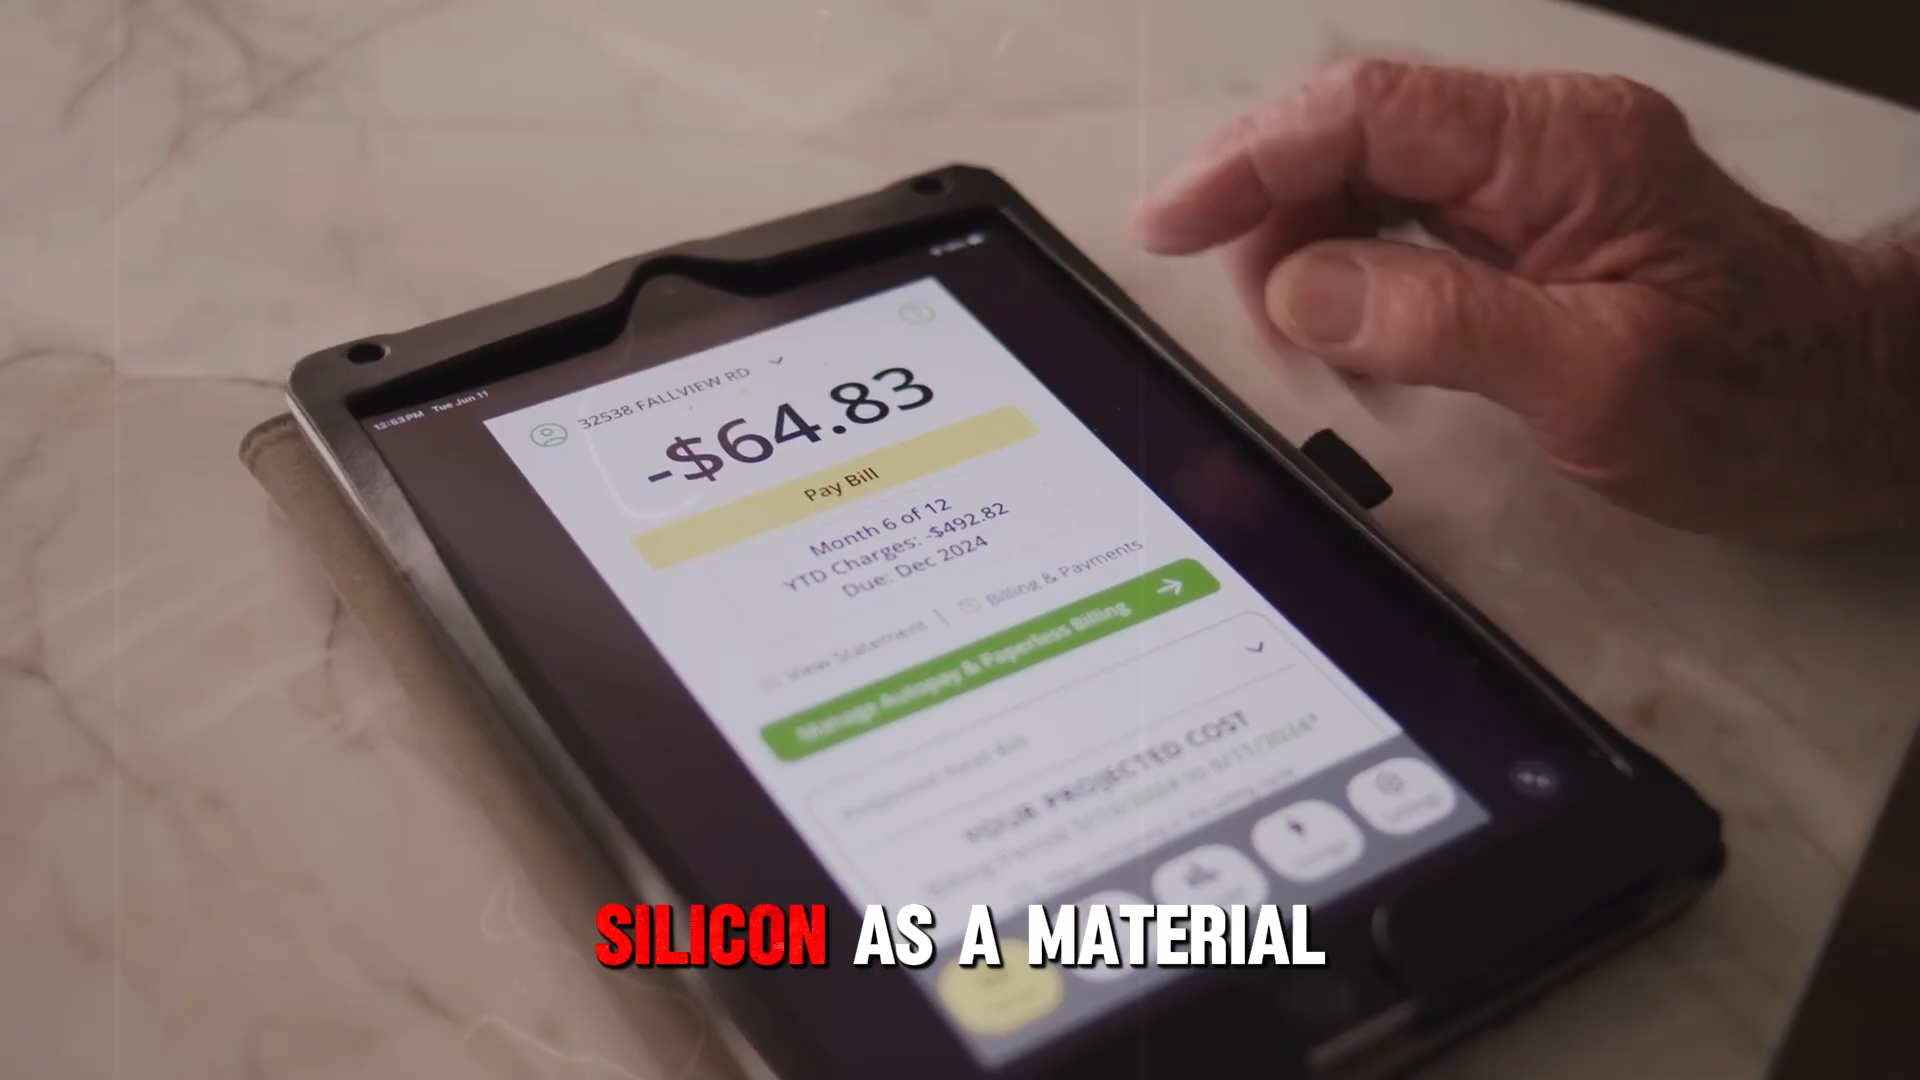 12:53 PM Tue Jun 11
32538 FALLVIEW RD
-$64.83
Pay Bill
Month 6 of 12
YTD Charges: -$492.82
Due: Dec 2024
View Statement | Billing & Payments
Manage Autopay & Paperless Billing
YOUR PROJECTED COST
SILICON AS A MATERIAL